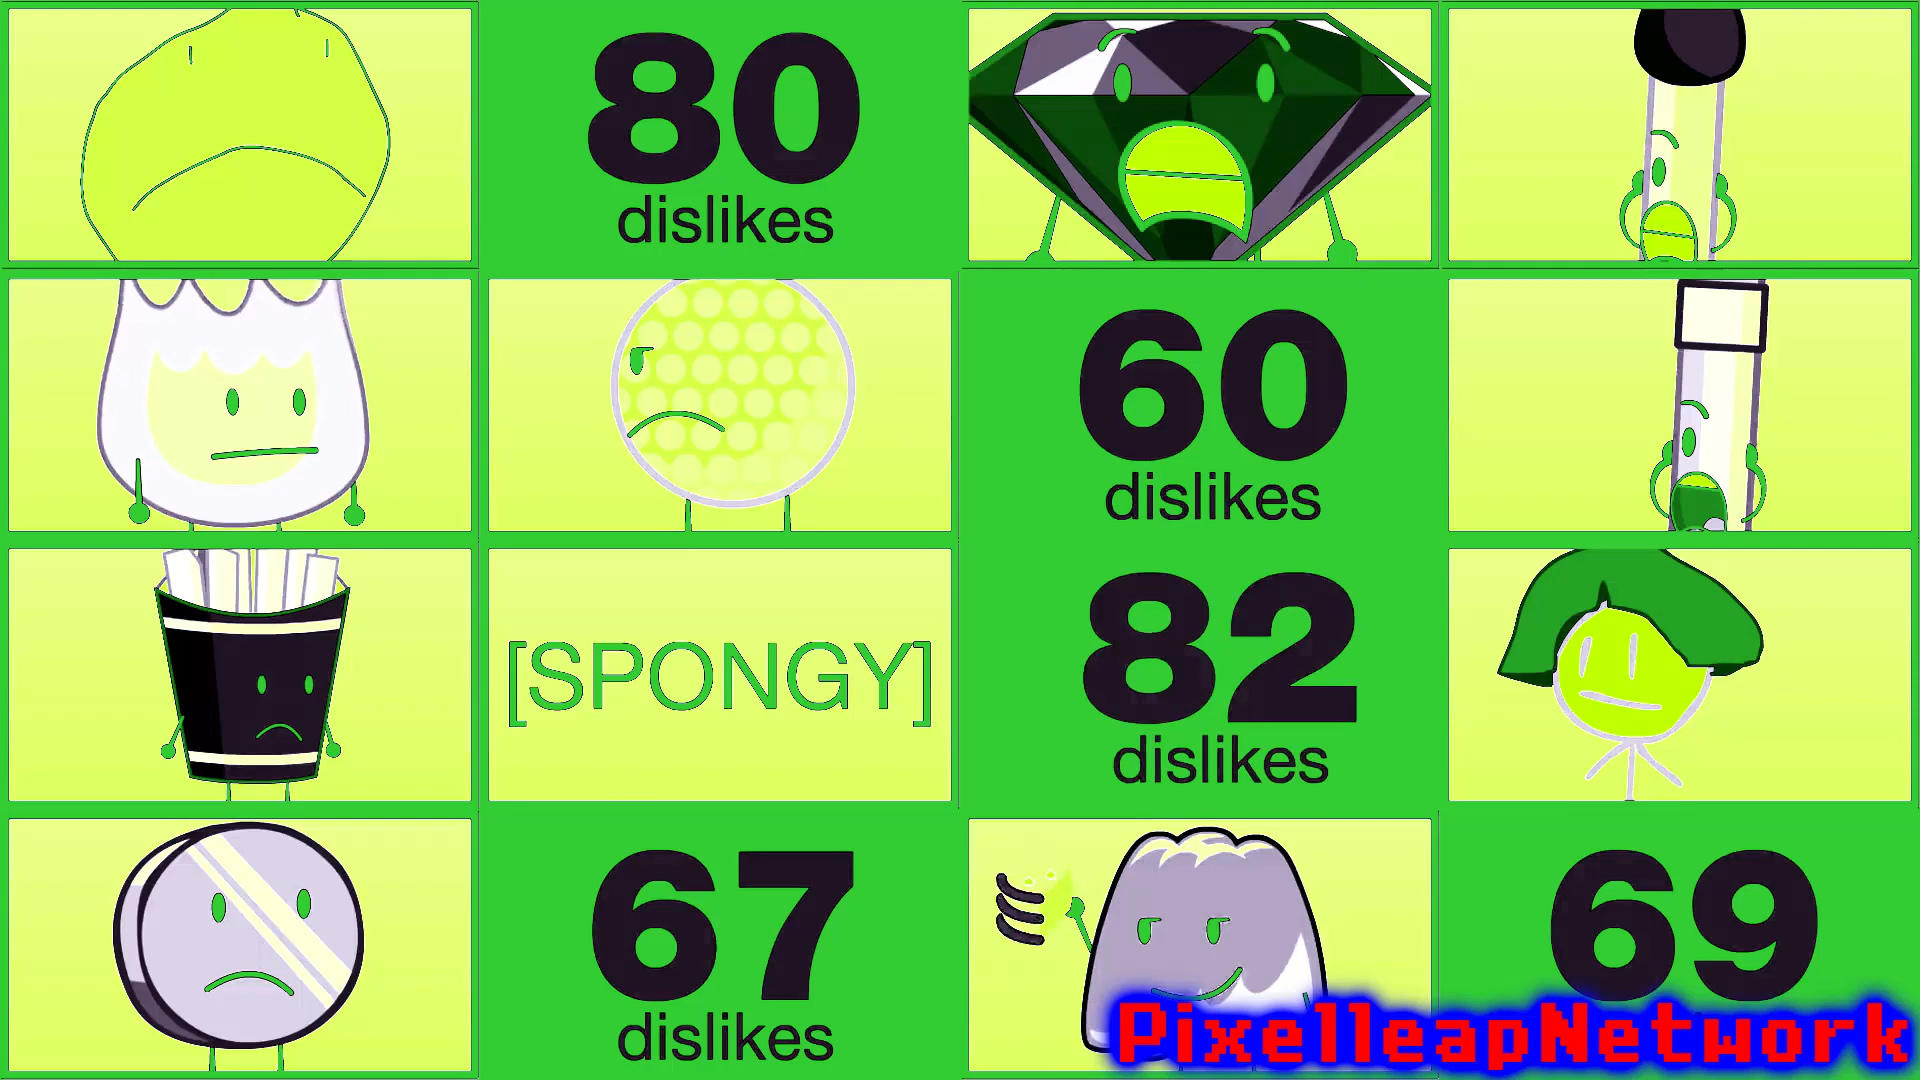 80
dislikes
60
dislikes
[SPONGY]
82
dislikes
67
dislikes
69
PixelleapNetwork